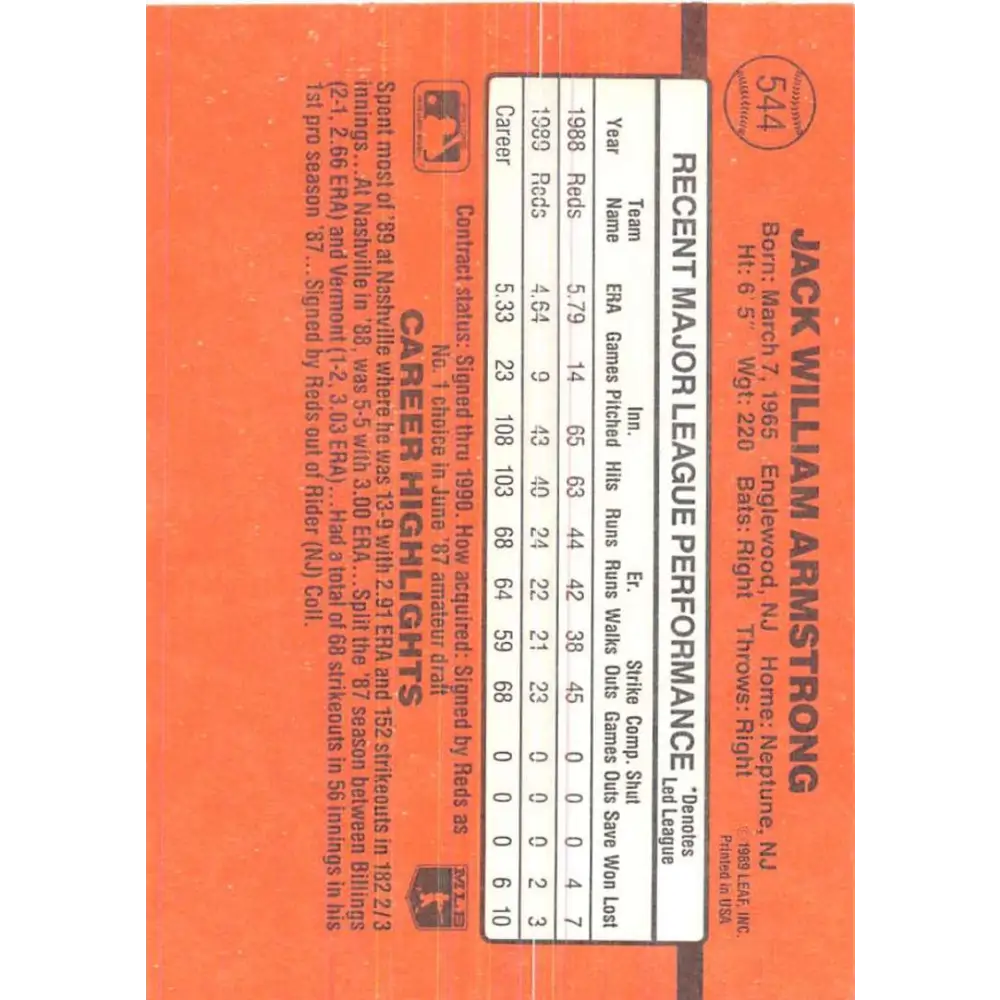 544
JACK WILLIAM ARMSTRONG
Born: March 7, 1965 Englewood, NJ Home: Neptune, NJ
Ht: 6' 5" Wgt: 220 Bats: Right Throws: Right
© 1989 LEAF, INC.
Printed in USA
RECENT MAJOR LEAGUE PERFORMANCE
*Denotes
Led League
Team Inn. Er. Strike Comp. Shut
Year Name ERA Games Pitched Hits Runs Runs Walks Outs Games Outs Save Won Lost
1988 Reds 5.79 14 65 63 44 42 38 45 0 0 0 4 7
1989 Reds 4.64 9 43 40 24 22 21 23 0 0 0 2 3
Career 5.33 23 108 103 68 64 59 68 0 0 0 6 10
Contract status: Signed thru 1990. How acquired: Signed by Reds as
No. 1 choice in June '87 amateur draft
MLB
CAREER HIGHLIGHTS
Spent most of '89 at Nashville where he was 13-9 with 2.91 ERA and 152 strikeouts in 182 2/3
innings...At Nashville in '88, was 5-5 with 3.00 ERA...Split the '87 season between Billings
(2-1, 2.66 ERA) and Vermont (1-2, 3.03 ERA)...Had a total of 68 strikeouts in 56 innings in his
1st pro season '87...Signed by Reds out of Rider (NJ) Coll.